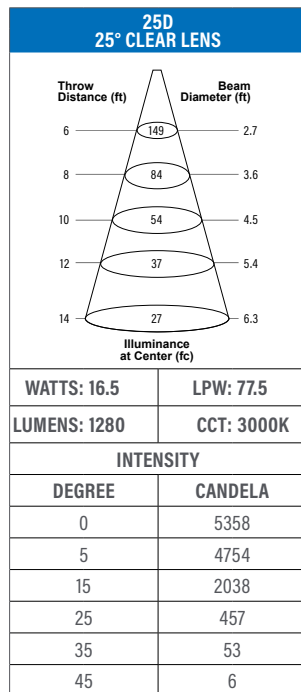 25D
25° CLEAR LENS
Throw Distance (ft)
Beam Diameter (ft)
6 149 2.7
8 84 3.6
10 54 4.5
12 37 5.4
14 27 6.3
Illuminance
at Center (fc)
WATTS: 16.5 LPW: 77.5
LUMENS: 1280 CCT: 3000K
INTENSITY
DEGREE CANDELA
0 5358
5 4754
15 2038
25 457
35 53
45 6